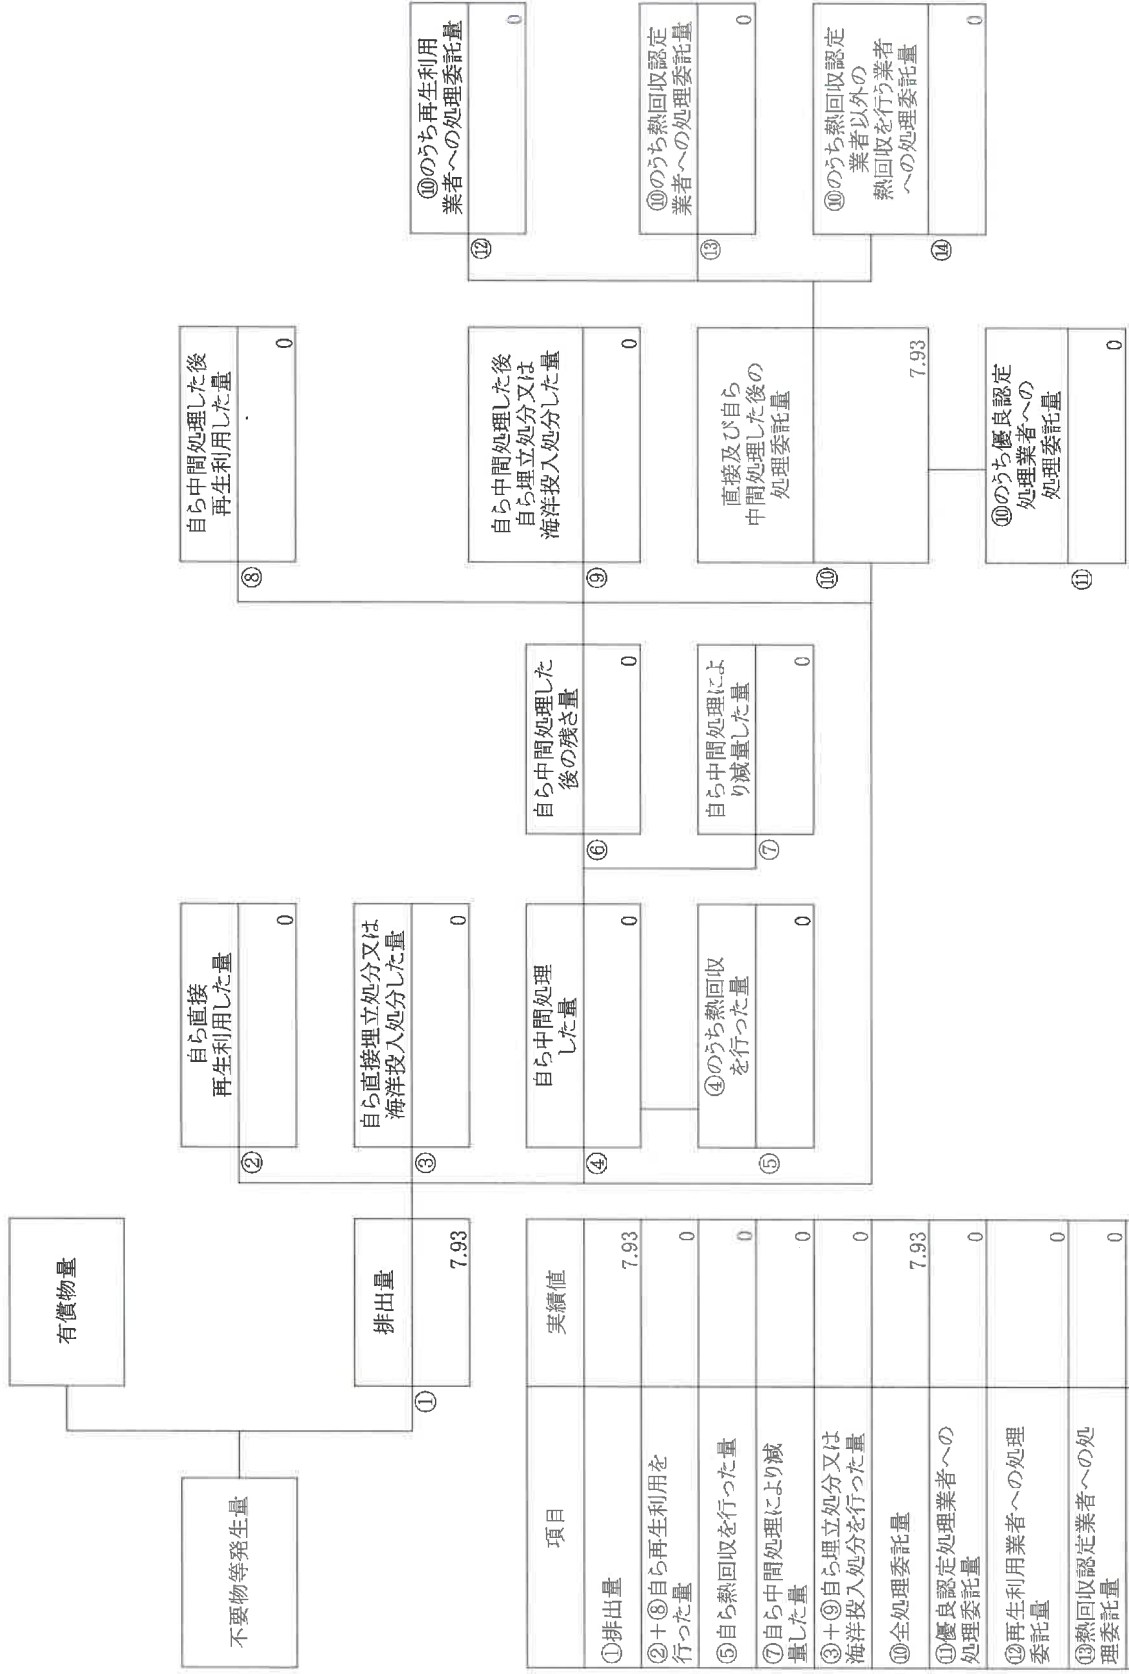 有償物量
不要物等発生量
排出量
①
7.93
自ら直接
再生利用した量
②
0
自ら直接埋立処分又は
海洋投入処分した量
③
0
自ら中間処理
した量
④
0
④のうち熱回収
を行った量
⑤
0
自ら中間処理した
後の残さ量
⑥
0
自ら中間処理によ
り減量した量
⑦
0
自ら中間処理した後
再生利用した量
⑧
0
自ら中間処理した後
自ら埋立処分又は
海洋投入処分した量
⑨
0
直接及び自ら
中間処理した後の
処理委託量
⑩
7.93
⑩のうち優良認定
処理業者への
処理委託量
⑪
0
⑩のうち再生利用
業者への処理委託量
⑫
0
⑩のうち熱回収認定
業者への処理委託量
⑬
0
⑩のうち熱回収認定
業者以外の
熱回収を行う業者
への処理委託量
⑭
0
項目 実績値
①排出量 7.93
②+⑧自ら再生利用を
行った量 0
⑤自ら熱回収を行った量 0
⑦自ら中間処理により減
量した量 0
③+⑨自ら埋立処分又は
海洋投入処分を行った量 0
⑩全処理委託量 7.93
⑪優良認定処理業者への
処理委託量 0
⑫再生利用業者への処理
委託量 0
⑬熱回収認定業者への処
理委託量 0